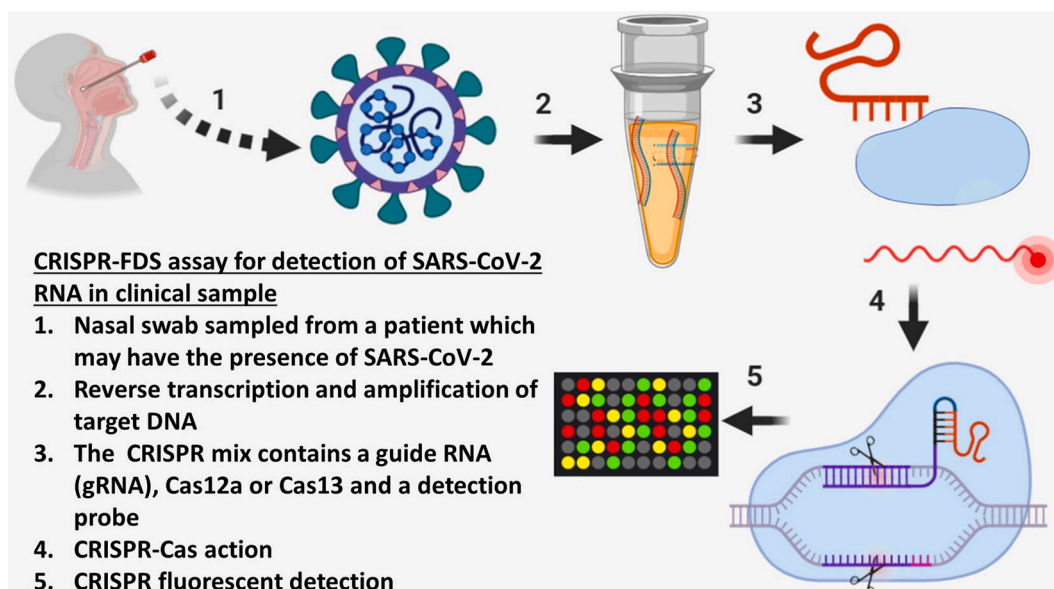 1
2
3
CRISPR-FDS assay for detection of SARS-CoV-2
RNA in clinical sample
1. Nasal swab sampled from a patient which
may have the presence of SARS-CoV-2
2. Reverse transcription and amplification of
target DNA
3. The CRISPR mix contains a guide RNA
(gRNA), Cas12a or Cas13 and a detection
probe
4. CRISPR-Cas action
5. CRISPR fluorescent detection
4
5